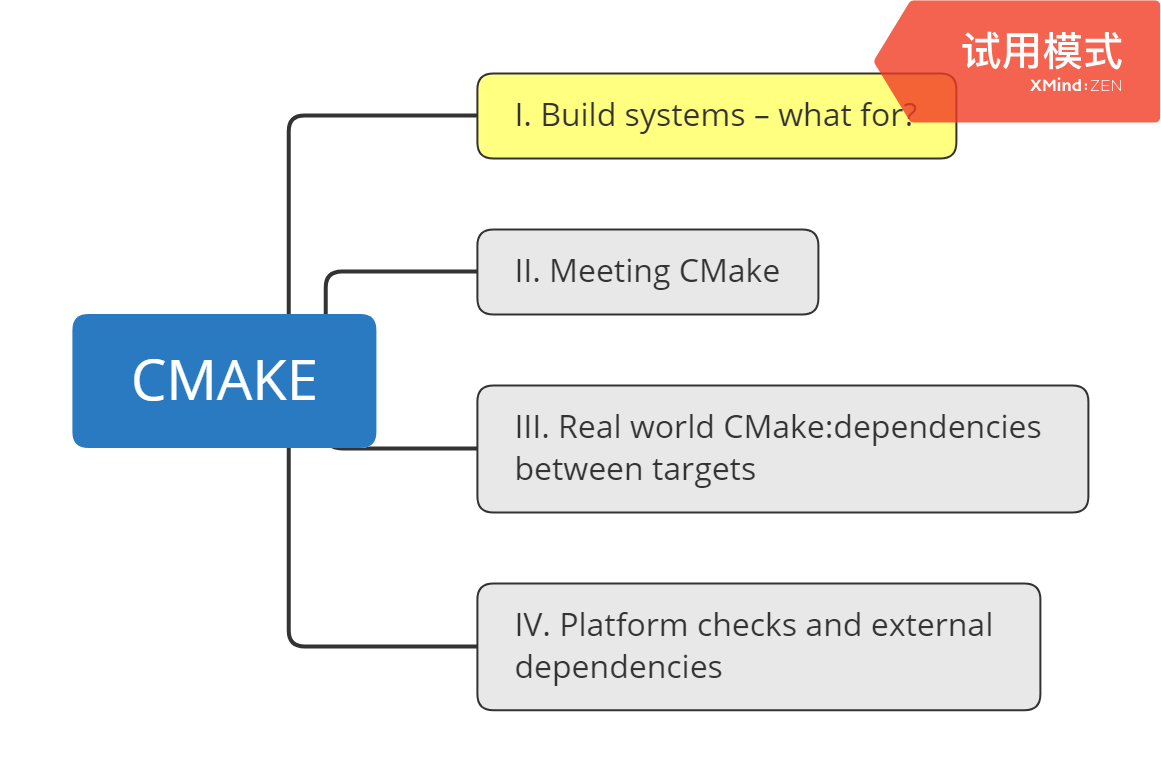 试用模式
XMind:ZEN
I. Build systems – what for?
II. Meeting CMake
CMAKE
III. Real world CMake:dependencies
between targets
IV. Platform checks and external
dependencies